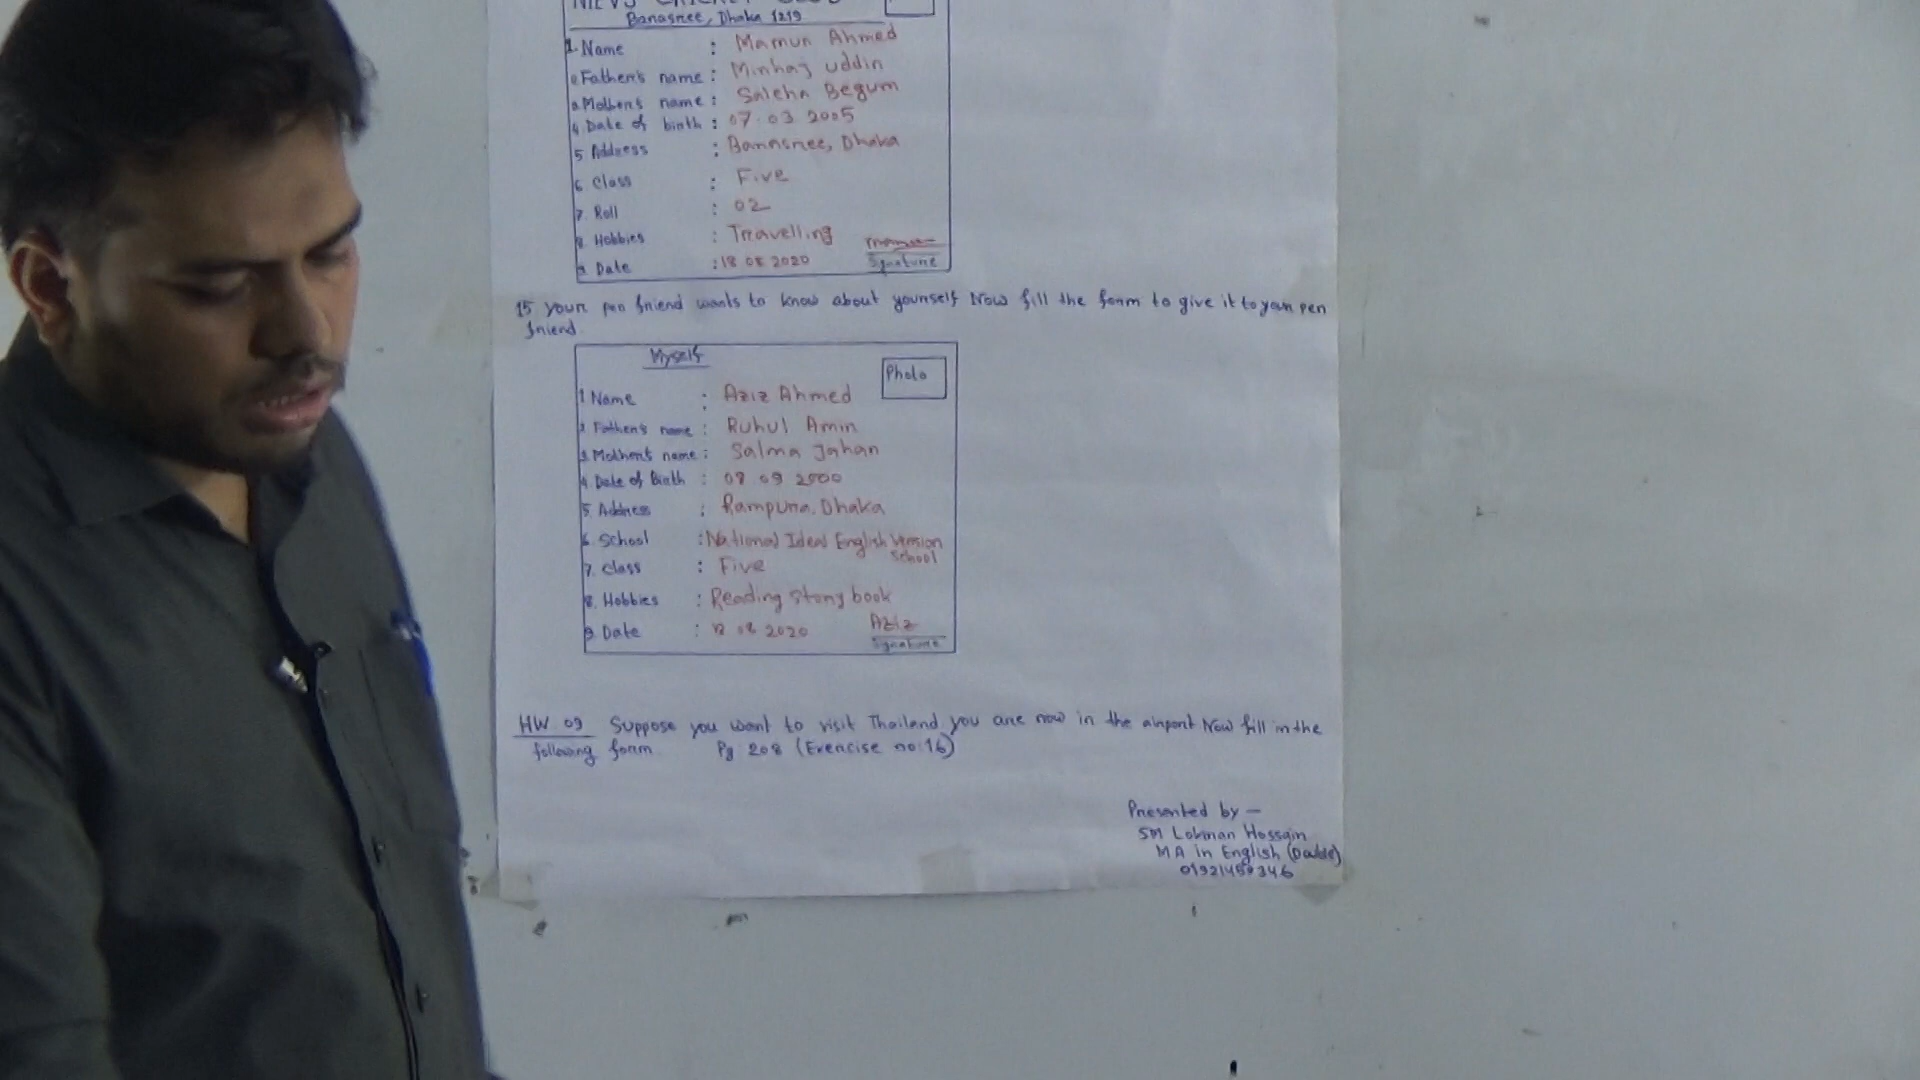 Banasree, Dhaka 1219
1. Name : Mamun Ahmed
2. Father's name : Minhaj uddin
3. Mother's name : Saleha Begum
4. Date of birth : 07.03 2005
5 Address : Banasree, Dhaka
6 Class : Five
7. Roll : 02
8. Hobbies : Travelling
9. Date : 18 08 2020
Signature
15 your pen friend wants to know about yourself Now fill the form to give it to your pen
friend.
Myself
Photo
1 Name : Aziz Ahmed
2 Father's name : Ruhul Amin
3 Mother's name : Salma Jahan
4 Date of Birth : 09 09 2000
5. Address : Rampura, Dhaka
6 School : National Ideal English Version
School
7. Class : Five
8. Hobbies : Reading story book
9 Date : 18 08 2020
Aziz
Signature
HW 09 Suppose you want to visit Thailand you are now in the airport Now fill in the
following form Pg 208 (Exercise no:16)
Presented by -
SM Lokman Hossain
MA in English (Double)